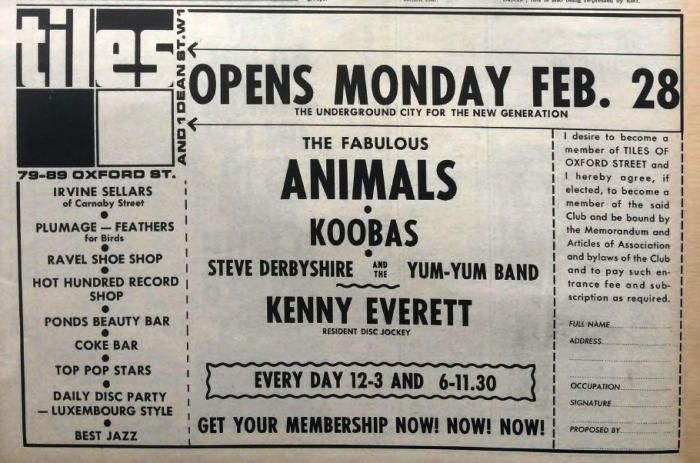 tiles
AND 1 DEAN ST. W1
79-89 OXFORD ST.
IRVINE SELLARS
of Carnaby Street
PLUMAGE — FEATHERS
for Birds
RAVEL SHOE SHOP
HOT HUNDRED RECORD
SHOP
PONDS BEAUTY BAR
COKE BAR
TOP POP STARS
DAILY DISC PARTY
— LUXEMBOURG STYLE
BEST JAZZ
OPENS MONDAY FEB. 28
THE UNDERGROUND CITY FOR THE NEW GENERATION
THE FABULOUS
ANIMALS
KOOBAS
STEVE DERBYSHIRE AND THE YUM-YUM BAND
KENNY EVERETT
RESIDENT DISC JOCKEY
EVERY DAY 12-3 AND 6-11.30
GET YOUR MEMBERSHIP NOW! NOW! NOW!
I desire to become a
member of TILES OF
OXFORD STREET and
I hereby agree, if
elected, to become a
member of the said
Club and be bound by
the Memorandum and
Articles of Association
and bylaws of the Club
and to pay such en-
trance fee and sub-
scription as required.
FULL NAME
ADDRESS
OCCUPATION
SIGNATURE
PROPOSED BY